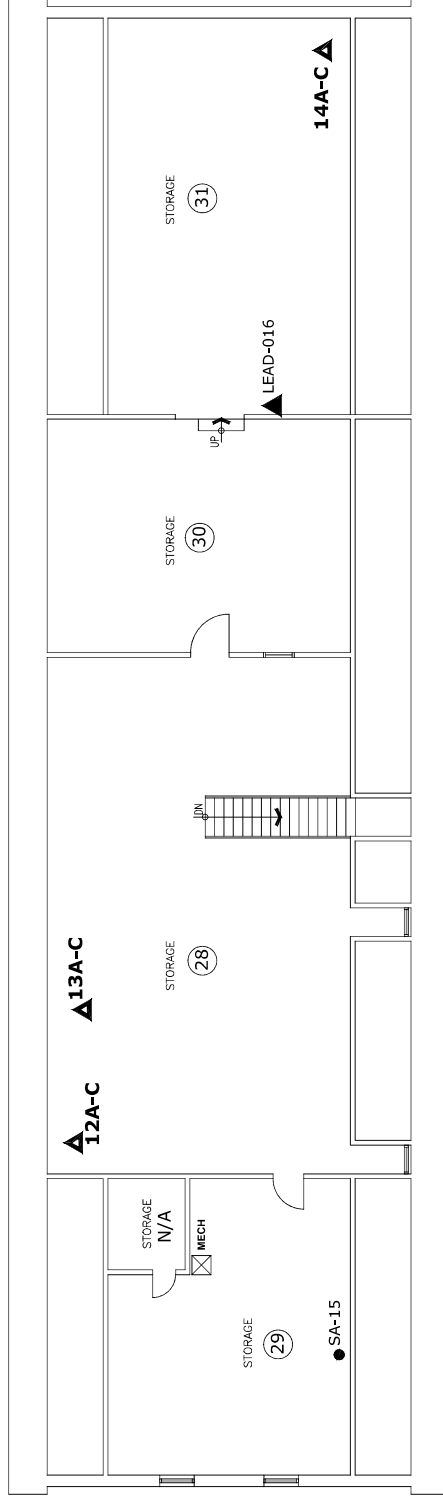 14A-C
STORAGE
31
LEAD-016
UP
STORAGE
30
DN
13A-C
STORAGE
28
12A-C
STORAGE
N/A
MECH
STORAGE
29
SA-15